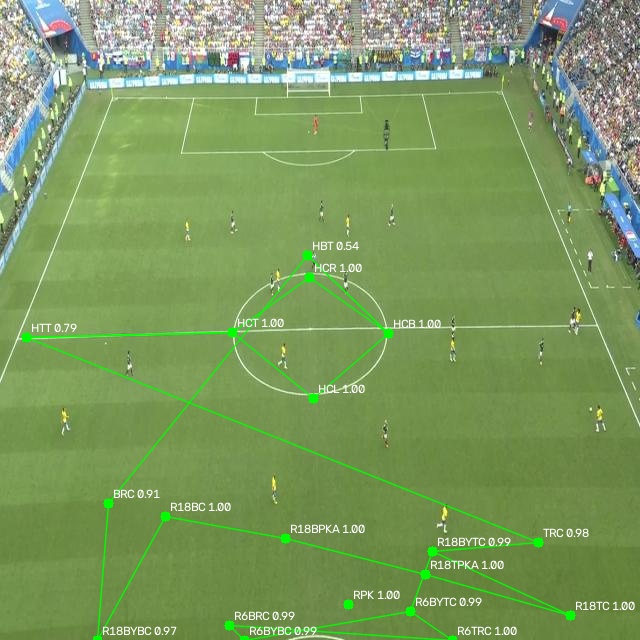 HBT 0.54
HCR 1.00
HCT 1.00
HCB 1.00
HTT 0.79
HCL 1.00
BRC 0.91
R18BC 1.00
R18BPKA 1.00
R18BYTC 0.99
TRC 0.98
R18TPKA 1.00
RPK 1.00
R6BYTC 0.99
R18TC 1.00
R6BRC 0.99
R18BYBC 0.97
R6BYBC 0.99
R6TRC 1.00